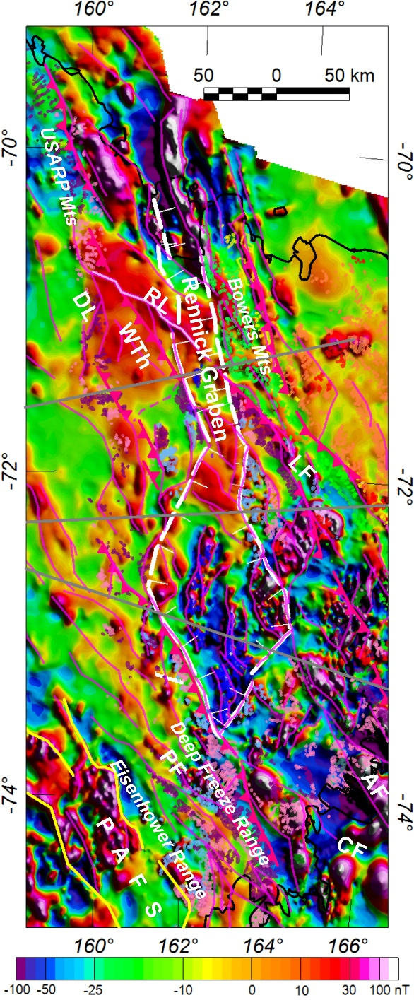 160° 162° 164°
50 0 50 km
-70° -70°
USARP Mts
DL
RL
WTh
Rennick Graben
Bowers Mts
-72° -72°
LF
Deep Freeze Range
PF
Eisenhower Range
AF
-74° -74°
CF
PAFS
160° 162° 164° 166°
-100 -50 -25 -10 0 10 30 100 nT